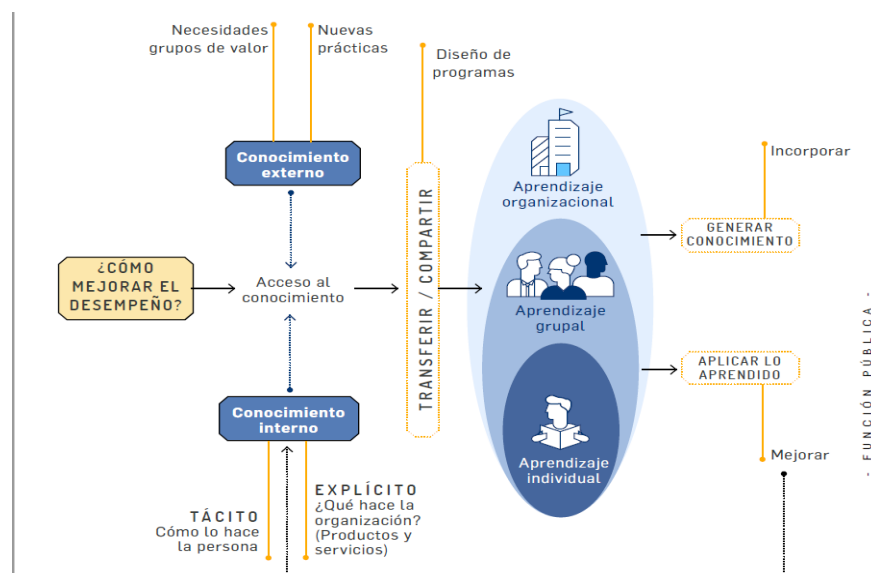 Necesidades
grupos de valor
Nuevas
prácticas
Diseño de
programas
Conocimiento
externo
¿CÓMO
MEJORAR EL
DESEMPEÑO?
Acceso al
conocimiento
Conocimiento
interno
TÁCITO
Cómo lo hace
la persona
EXPLÍCITO
¿Qué hace la
organización?
(Productos y
servicios)
TRANSFERIR / COMPARTIR
Aprendizaje
organizacional
Aprendizaje
grupal
Aprendizaje
individual
Incorporar
GENERAR
CONOCIMIENTO
APLICAR LO
APRENDIDO
Mejorar
- FUNCIÓN PÚBLICA -